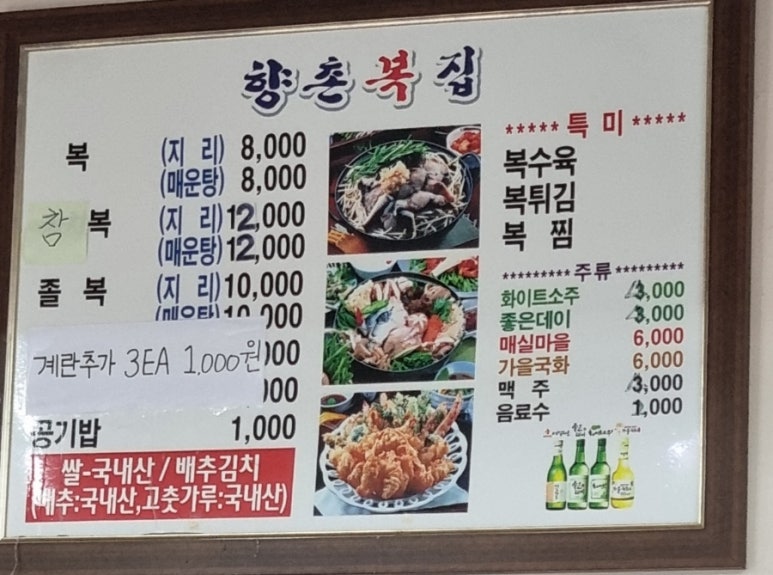 향촌복집
복 (지 리) 8,000
(매운탕) 8,000
참 복 (지 리) 12,000
(매운탕) 12,000
졸 복 (지 리) 10,000
(매운탕) 10,000
계란추가 3EA 1,000원
공기밥 1,000
쌀-국내산 / 배추김치
(배추:국내산,고춧가루:국내산)
***** 특 미 *****
복수육
복튀김
복 찜
********* 주류 *********
화이트소주 3,000
좋은데이 3,000
매실마을 6,000
가을국화 6,000
맥 주 3,000
음료수 1,000